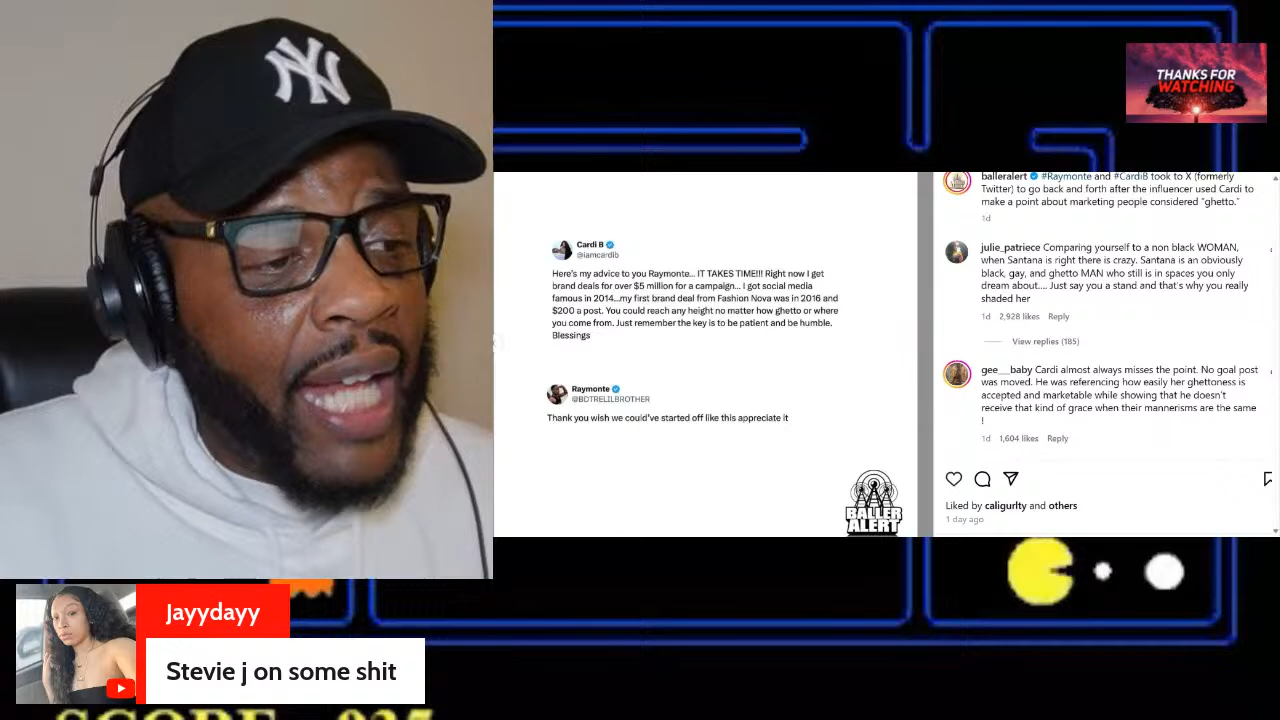 NY
THANKS FOR
WATCHING
Cardi B
@iamcardib
Here's my advice to you Raymonte... IT TAKES TIME!!! Right now I get
brand deals for over $5 million for a campaign... I got social media
famous in 2014...my first brand deal from Fashion Nova was in 2016 and
$200 a post. You could reach any height no matter how ghetto or where
you come from. Just remember the key is to be patient and be humble.
Blessings
Raymonte
@BDTRELILBROTHER
Thank you wish we could've started off like this appreciate it
BALLER
ALERT
balleralert #Raymonte and #CardiB took to X (formerly
Twitter) to go back and forth after the influencer used Cardi to
make a point about marketing people considered "ghetto."
1d
julie_patriece Comparing yourself to a non black WOMAN,
when Santana is right there is crazy. Santana is an obviously
black, gay, and ghetto MAN who still is in spaces you only
dream about.... Just say you a stand and that's why you really
shaded her
1d 2,928 likes Reply
View replies (185)
gee__baby Cardi almost always misses the point. No goal post
was moved. He was referencing how easily her ghettoness is
accepted and marketable while showing that he doesn't
receive that kind of grace when their mannerisms are the same
!
1d 1,604 likes Reply
Liked by caligurlty and others
1 day ago
Jayydayy
Stevie j on some shit